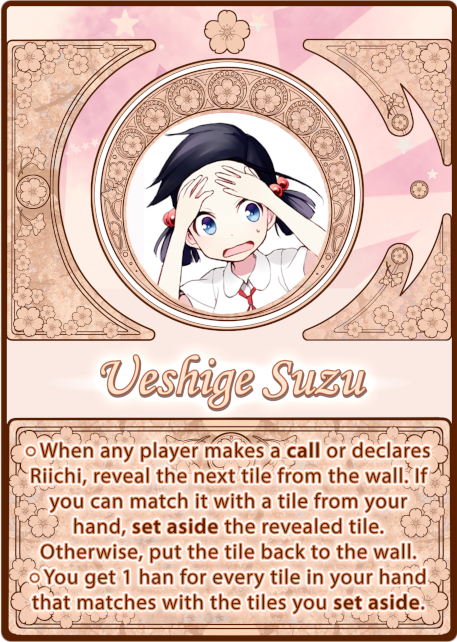 Ueshige Suzu
○When any player makes a call or declares
Riichi, reveal the next tile from the wall. If
you can match it with a tile from your
hand, set aside the revealed tile.
Otherwise, put the tile back to the wall.
○You get 1 han for every tile in your hand
that matches with the tiles you set aside.